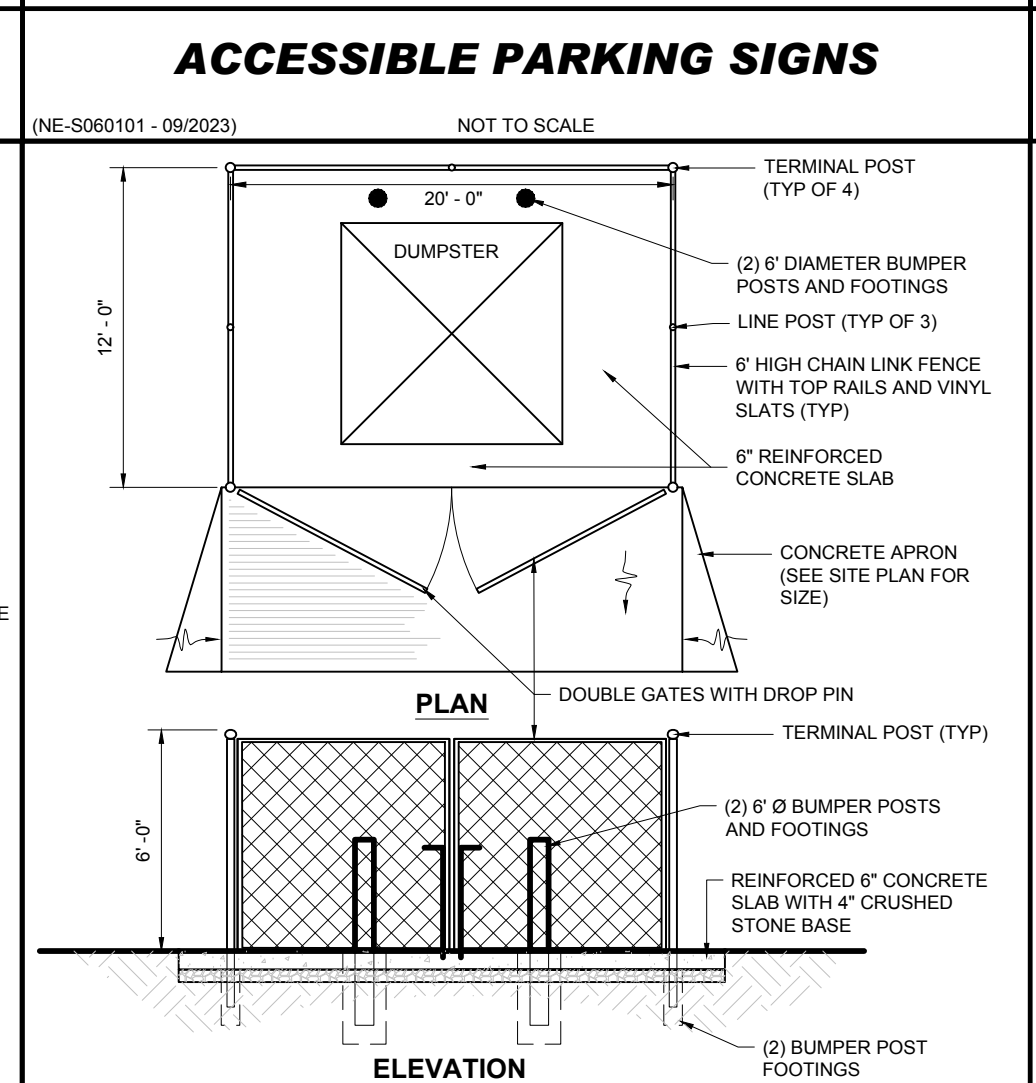 ACCESSIBLE PARKING SIGNS
(NE-S060101 - 09/2023)
NOT TO SCALE
TERMINAL POST
(TYP OF 4)
20' - 0"
DUMPSTER
(2) 6' DIAMETER BUMPER
POSTS AND FOOTINGS
12' - 0"
LINE POST (TYP OF 3)
6' HIGH CHAIN LINK FENCE
WITH TOP RAILS AND VINYL
SLATS (TYP)
6" REINFORCED
CONCRETE SLAB
CONCRETE APRON
(SEE SITE PLAN FOR
SIZE)
E
PLAN
DOUBLE GATES WITH DROP PIN
TERMINAL POST (TYP)
6' -0"
(2) 6' Ø BUMPER POSTS
AND FOOTINGS
REINFORCED 6" CONCRETE
SLAB WITH 4" CRUSHED
STONE BASE
(2) BUMPER POST
FOOTINGS
ELEVATION